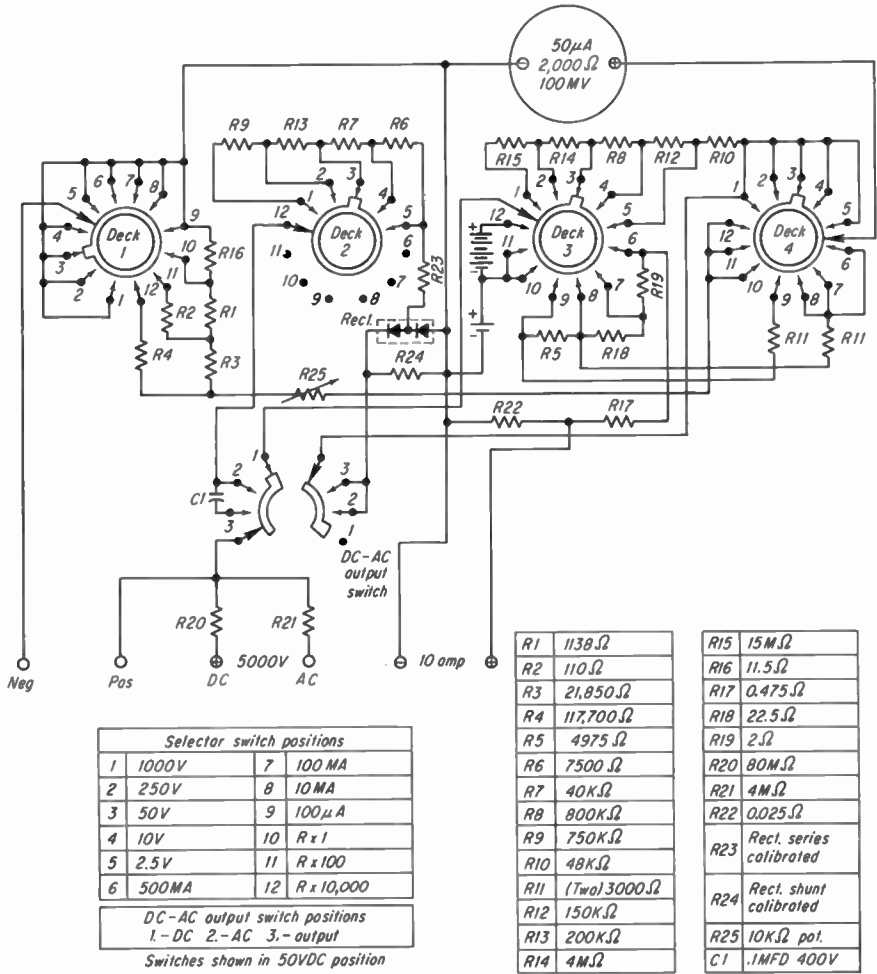 50μA
2,000Ω
100MV
R9 R13 R7 R6
R15 R14 R8 R12 R10
5 6 7 8
4 Deck 1 9
3 10
2 1 12 11
R16
R2 R1
R4 R3
1 2 3 4
12 Deck 2 5
11 6
10 9 8 7
R23
Rect.
R24
R25
1 2 3 4
12 Deck 3 5
11 6
10 9 8 7
R19
R5 R18
1 2 3 4
12 Deck 4 5
11 6
10 9 8 7
R11 R11
R22 R17
1
2 3
C1 2
3 1
DC-AC
output
switch
R20 R21
Neg Pos DC 5000V AC 10 amp
Selector switch positions
1 1000V 7 100MA
2 250V 8 10MA
3 50V 9 100μA
4 10V 10 Rx1
5 2.5V 11 Rx100
6 500MA 12 Rx10,000
DC-AC output switch positions
1.-DC 2.-AC 3.-output
Switches shown in 50VDC position
R1 1138Ω
R2 110Ω
R3 21,850Ω
R4 117,700Ω
R5 4975Ω
R6 7500Ω
R7 40KΩ
R8 800KΩ
R9 750KΩ
R10 48KΩ
R11 (Two) 3000Ω
R12 150KΩ
R13 200KΩ
R14 4MΩ
R15 15MΩ
R16 11.5Ω
R17 0.475Ω
R18 22.5Ω
R19 2Ω
R20 80MΩ
R21 4MΩ
R22 0.025Ω
R23 Rect. series
calibrated
R24 Rect. shunt
calibrated
R25 10KΩ pot.
C1 .1MFD 400V